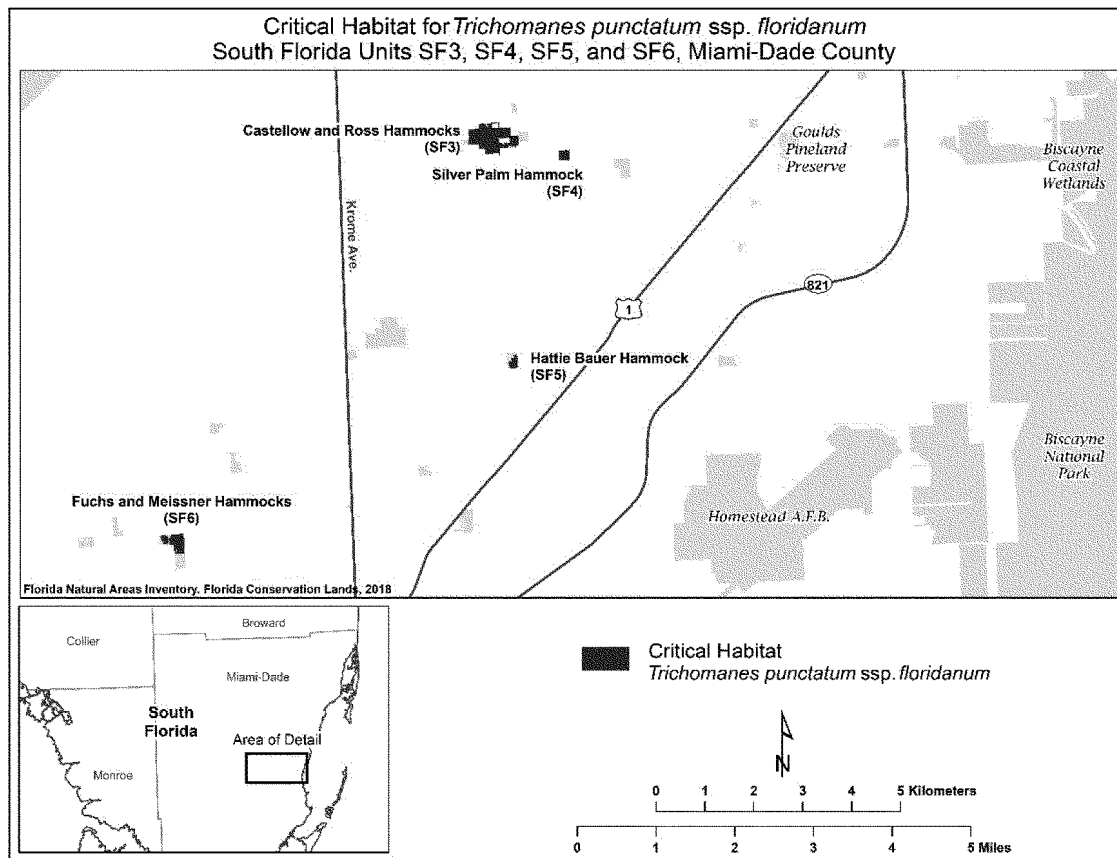 Critical Habitat for Trichomanes punctatum ssp. floridanum
South Florida Units SF3, SF4, SF5, and SF6, Miami-Dade County
Castellow and Ross Hammocks
(SF3)
Silver Palm Hammock
(SF4)
Goulds
Pineland
Preserve
Biscayne
Coastal
Wetlands
Krome Ave.
821
1
Hattie Bauer Hammock
(SF5)
Biscayne
National
Park
Fuchs and Meissner Hammocks
(SF6)
Homestead A.F.B.
Florida Natural Areas Inventory. Florida Conservation Lands, 2018
Broward
Collier
Miami-Dade
South
Florida
Area of Detail
Monroe
Critical Habitat
Trichomanes punctatum ssp. floridanum
N
0 1 2 3 4 5 Kilometers
0 1 2 3 4 5 Miles